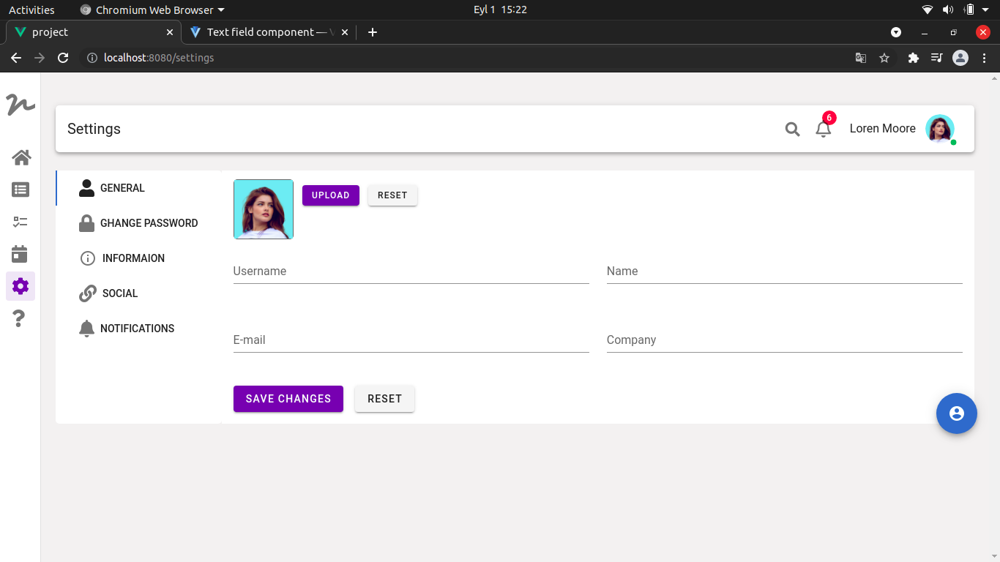 Activities
Chromium Web Browser
Eyl 1 15:22
project
Text field component — V
localhost:8080/settings
Settings
6
Loren Moore
GENERAL
GHANGE PASSWORD
INFORMAION
SOCIAL
NOTIFICATIONS
UPLOAD
RESET
Username
Name
E-mail
Company
SAVE CHANGES
RESET